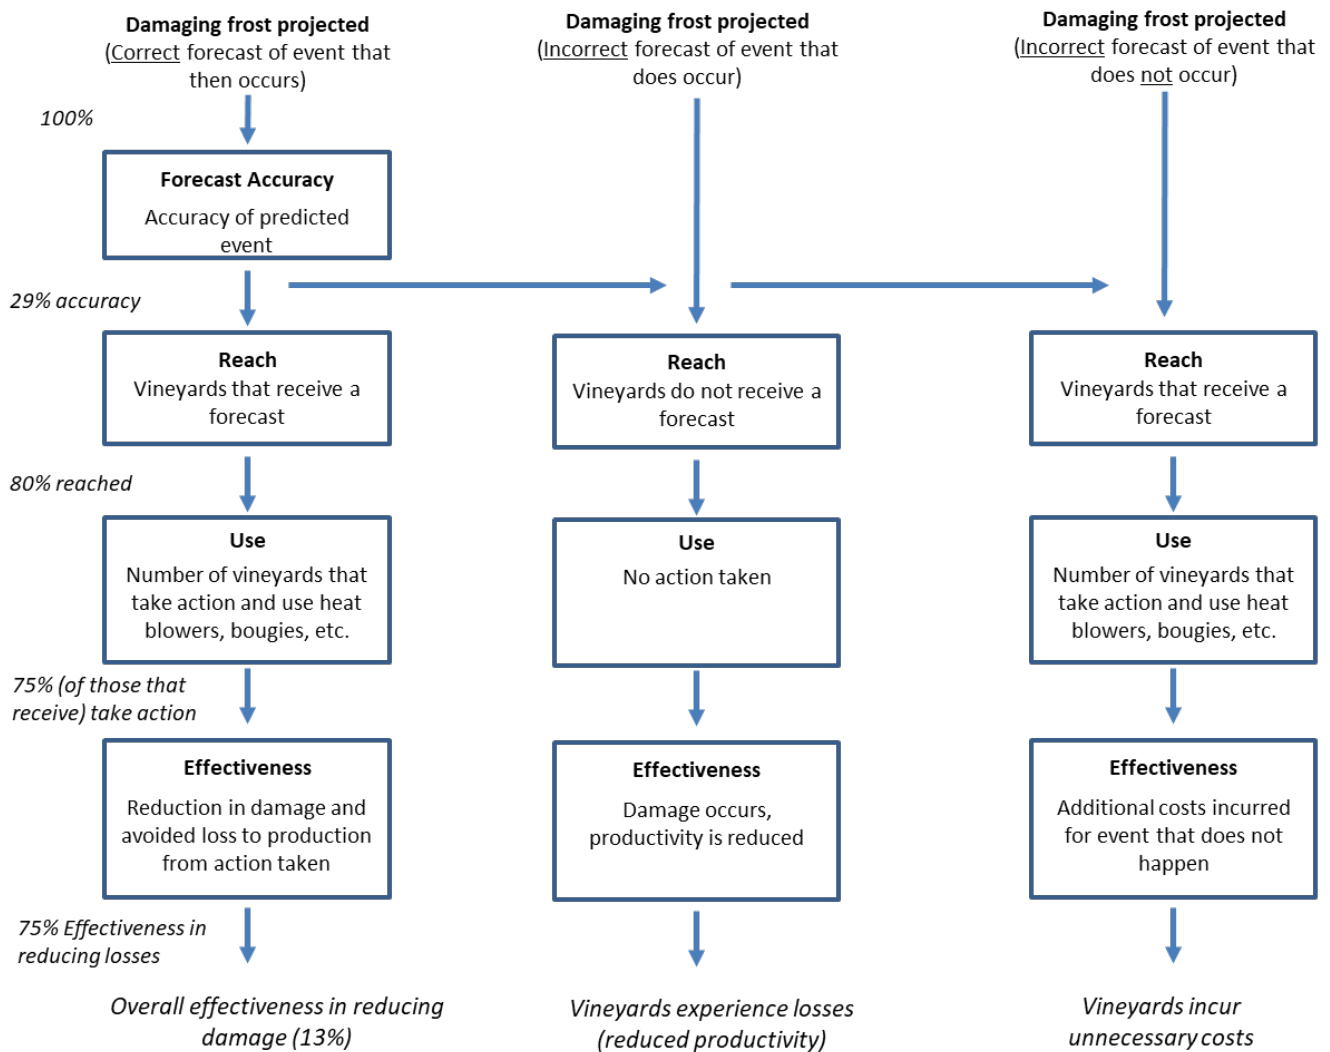 Damaging frost projected
(Correct forecast of event that
then occurs)
100%
Forecast Accuracy
Accuracy of predicted
event
29% accuracy
Reach
Vineyards that receive a
forecast
80% reached
Use
Number of vineyards that
take action and use heat
blowers, bougies, etc.
75% (of those that
receive) take action
Effectiveness
Reduction in damage and
avoided loss to production
from action taken
75% Effectiveness in
reducing losses
Overall effectiveness in reducing
damage (13%)
Damaging frost projected
(Incorrect forecast of event that
does occur)
Reach
Vineyards do not receive a
forecast
Use
No action taken
Effectiveness
Damage occurs,
productivity is reduced
Vineyards experience losses
(reduced productivity)
Damaging frost projected
(Incorrect forecast of event that
does not occur)
Reach
Vineyards that receive a
forecast
Use
Number of vineyards that
take action and use heat
blowers, bougies, etc.
Effectiveness
Additional costs incurred
for event that does not
happen
Vineyards incur
unnecessary costs